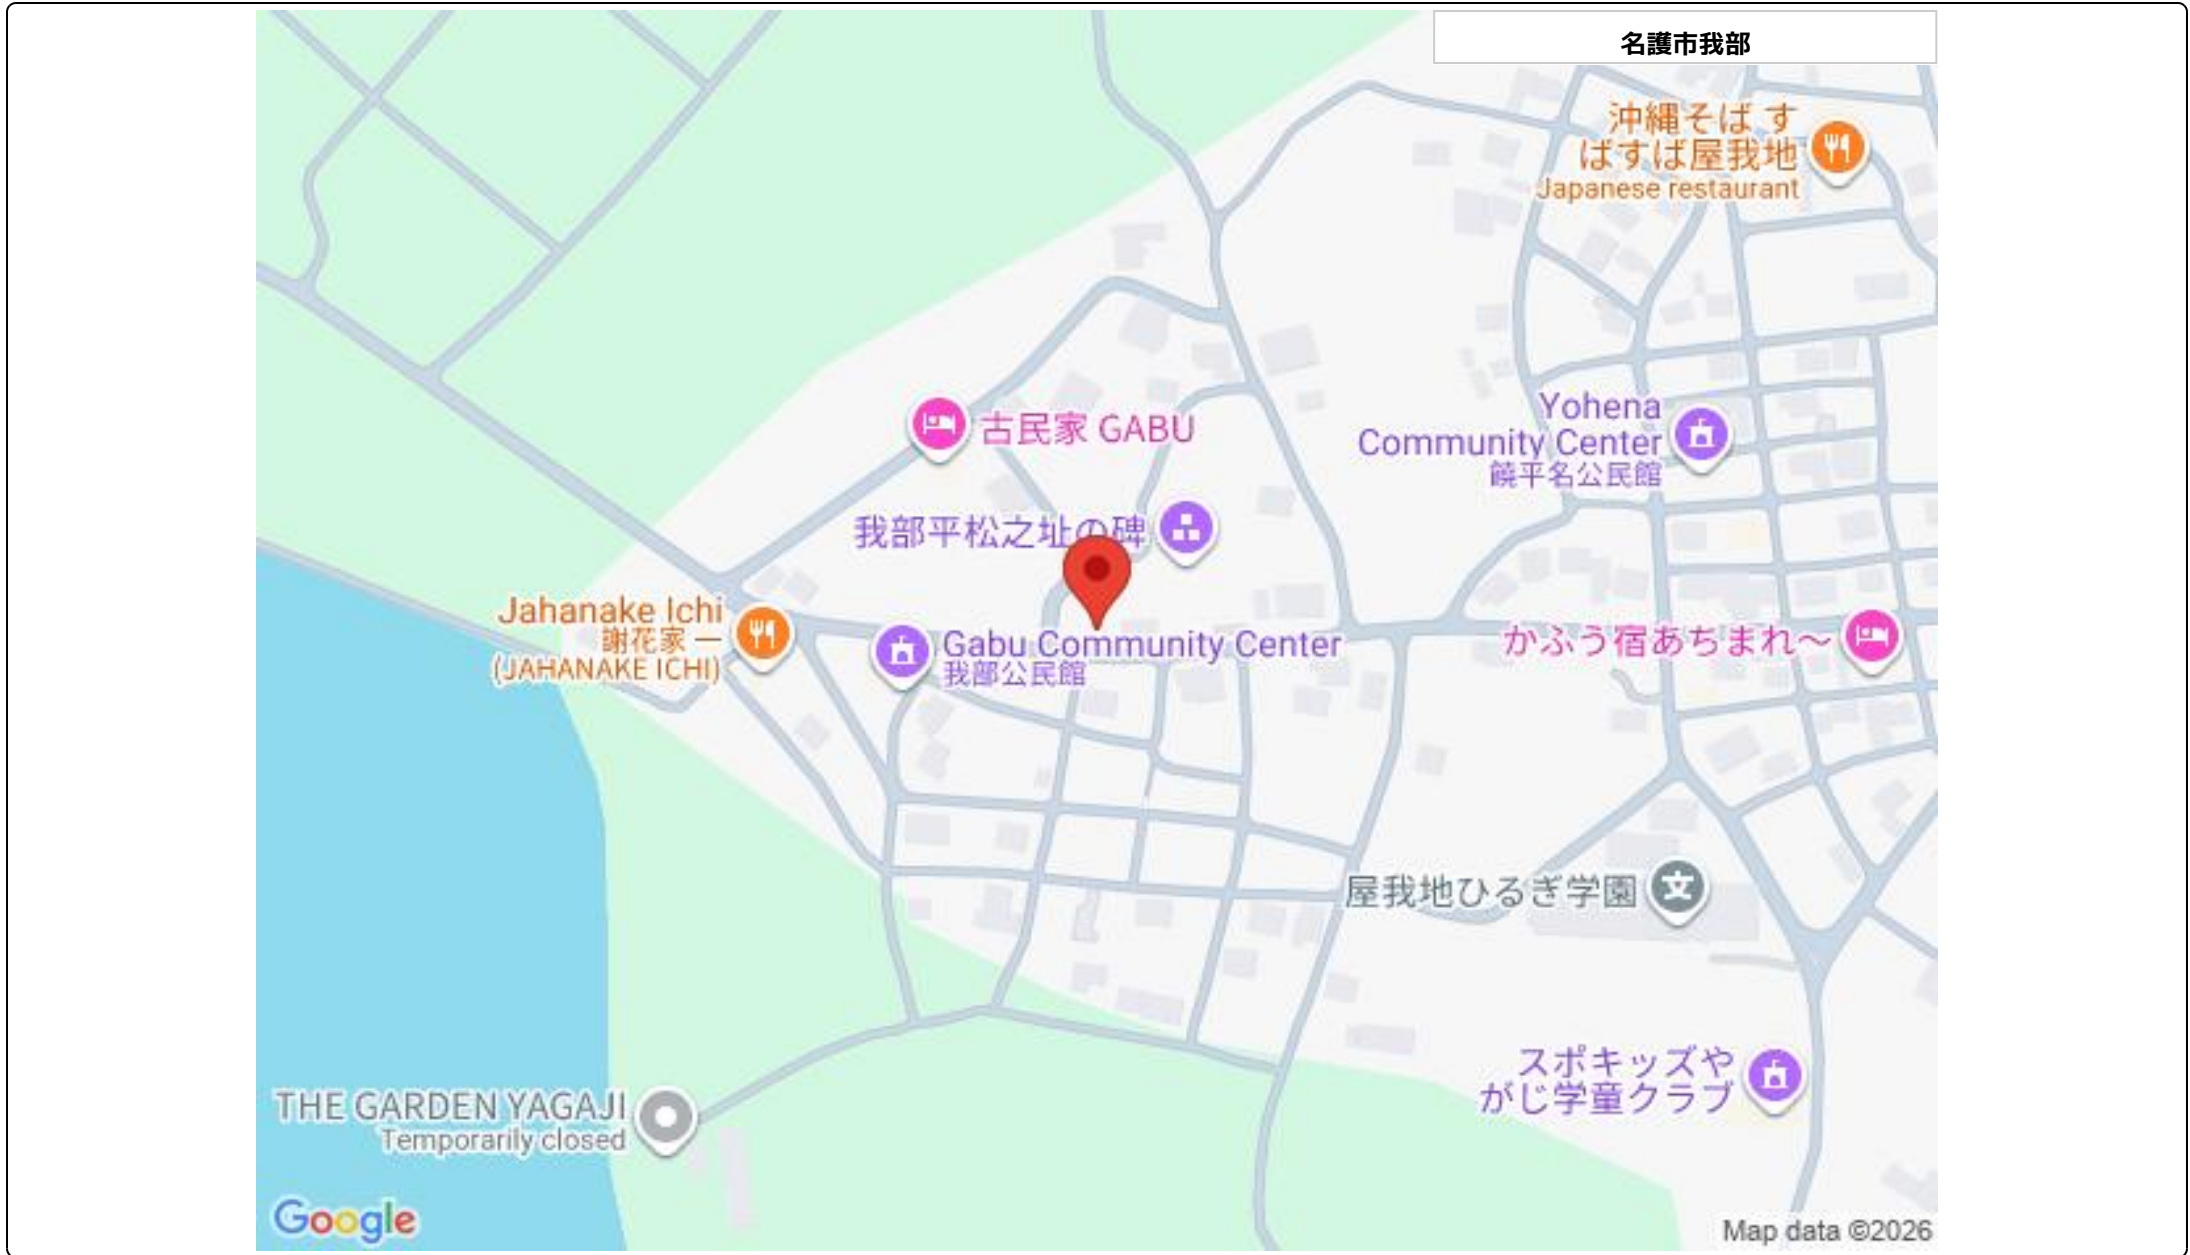 名護市我部
沖縄そば す
ばすば屋我地
Japanese restaurant
古民家 GABU
Yohena
Community Center
饒平名公民館
我部平松之址の碑
Jahanake Ichi
謝花家 一
(JAHANAKE ICHI)
Gabu Community Center
我部公民館
かふう宿あちまれ〜
屋我地ひるぎ学園
文
スポキッズや
がじ学童クラブ
THE GARDEN YAGAJI
Temporarily closed
Google
Map data ©2026